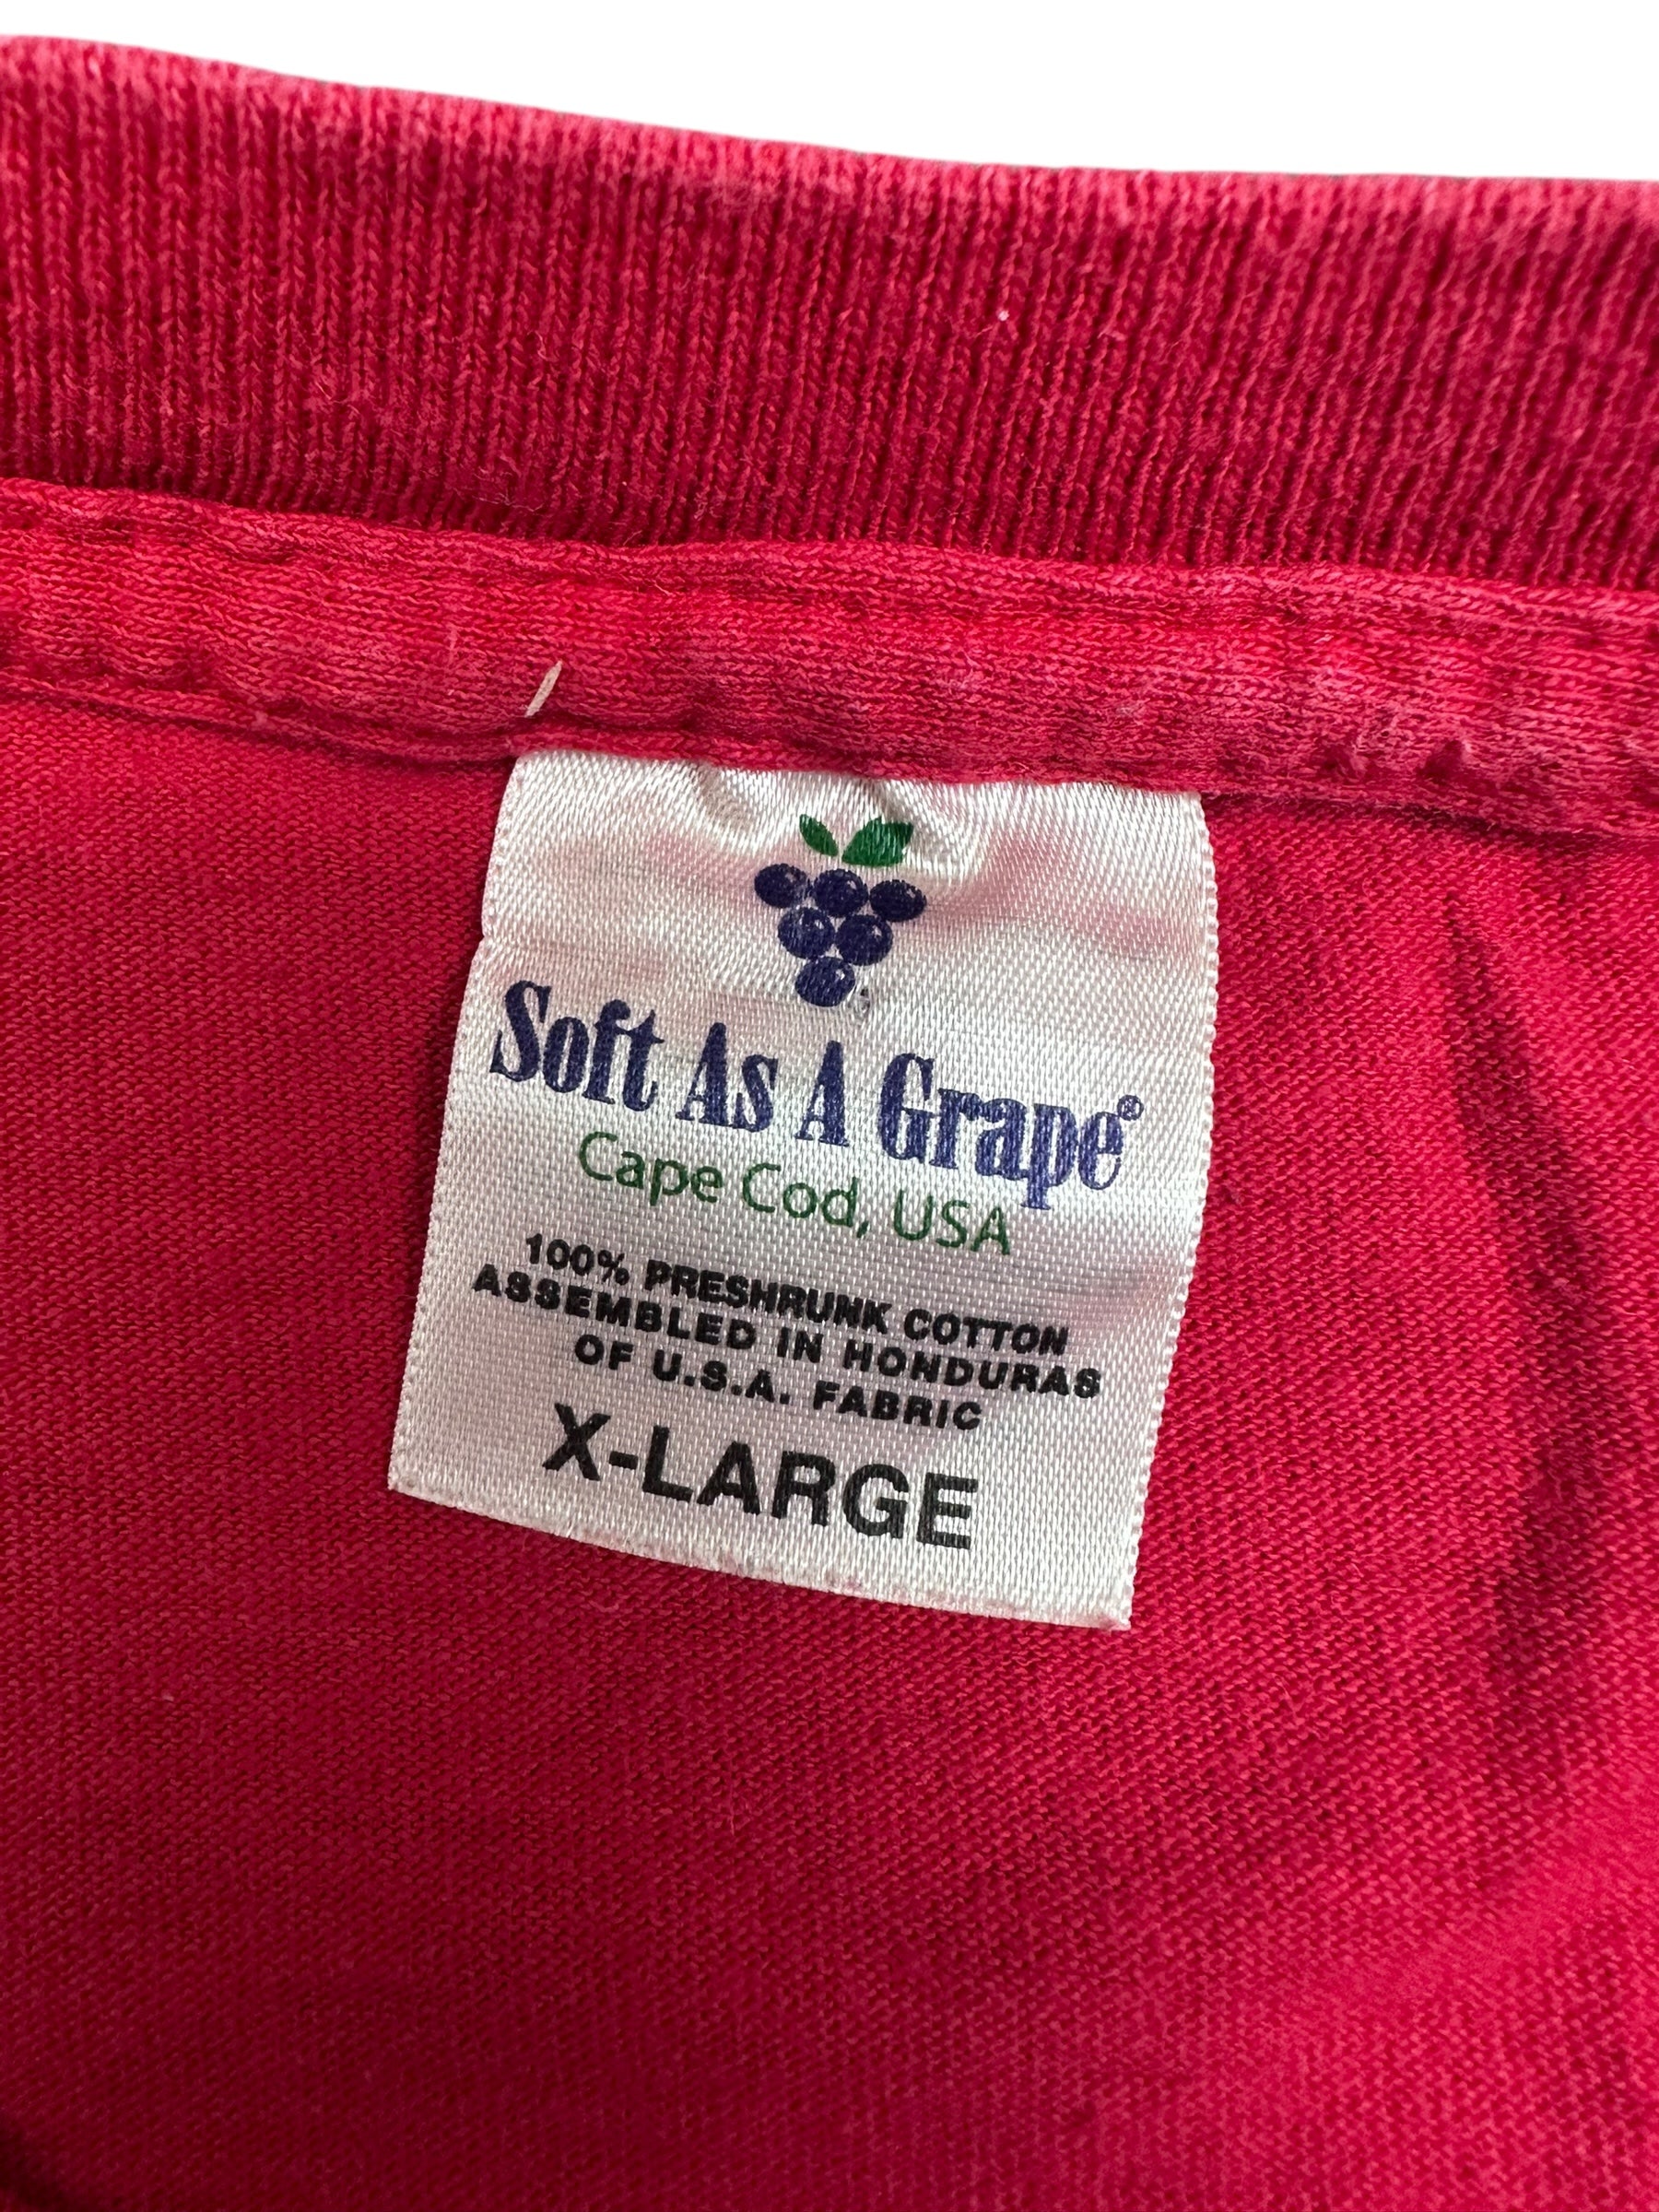 Soft As A Grape®
Cape Cod, USA
100% PRESHRUNK COTTON
ASSEMBLED IN HONDURAS
OF U.S.A. FABRIC
X-LARGE